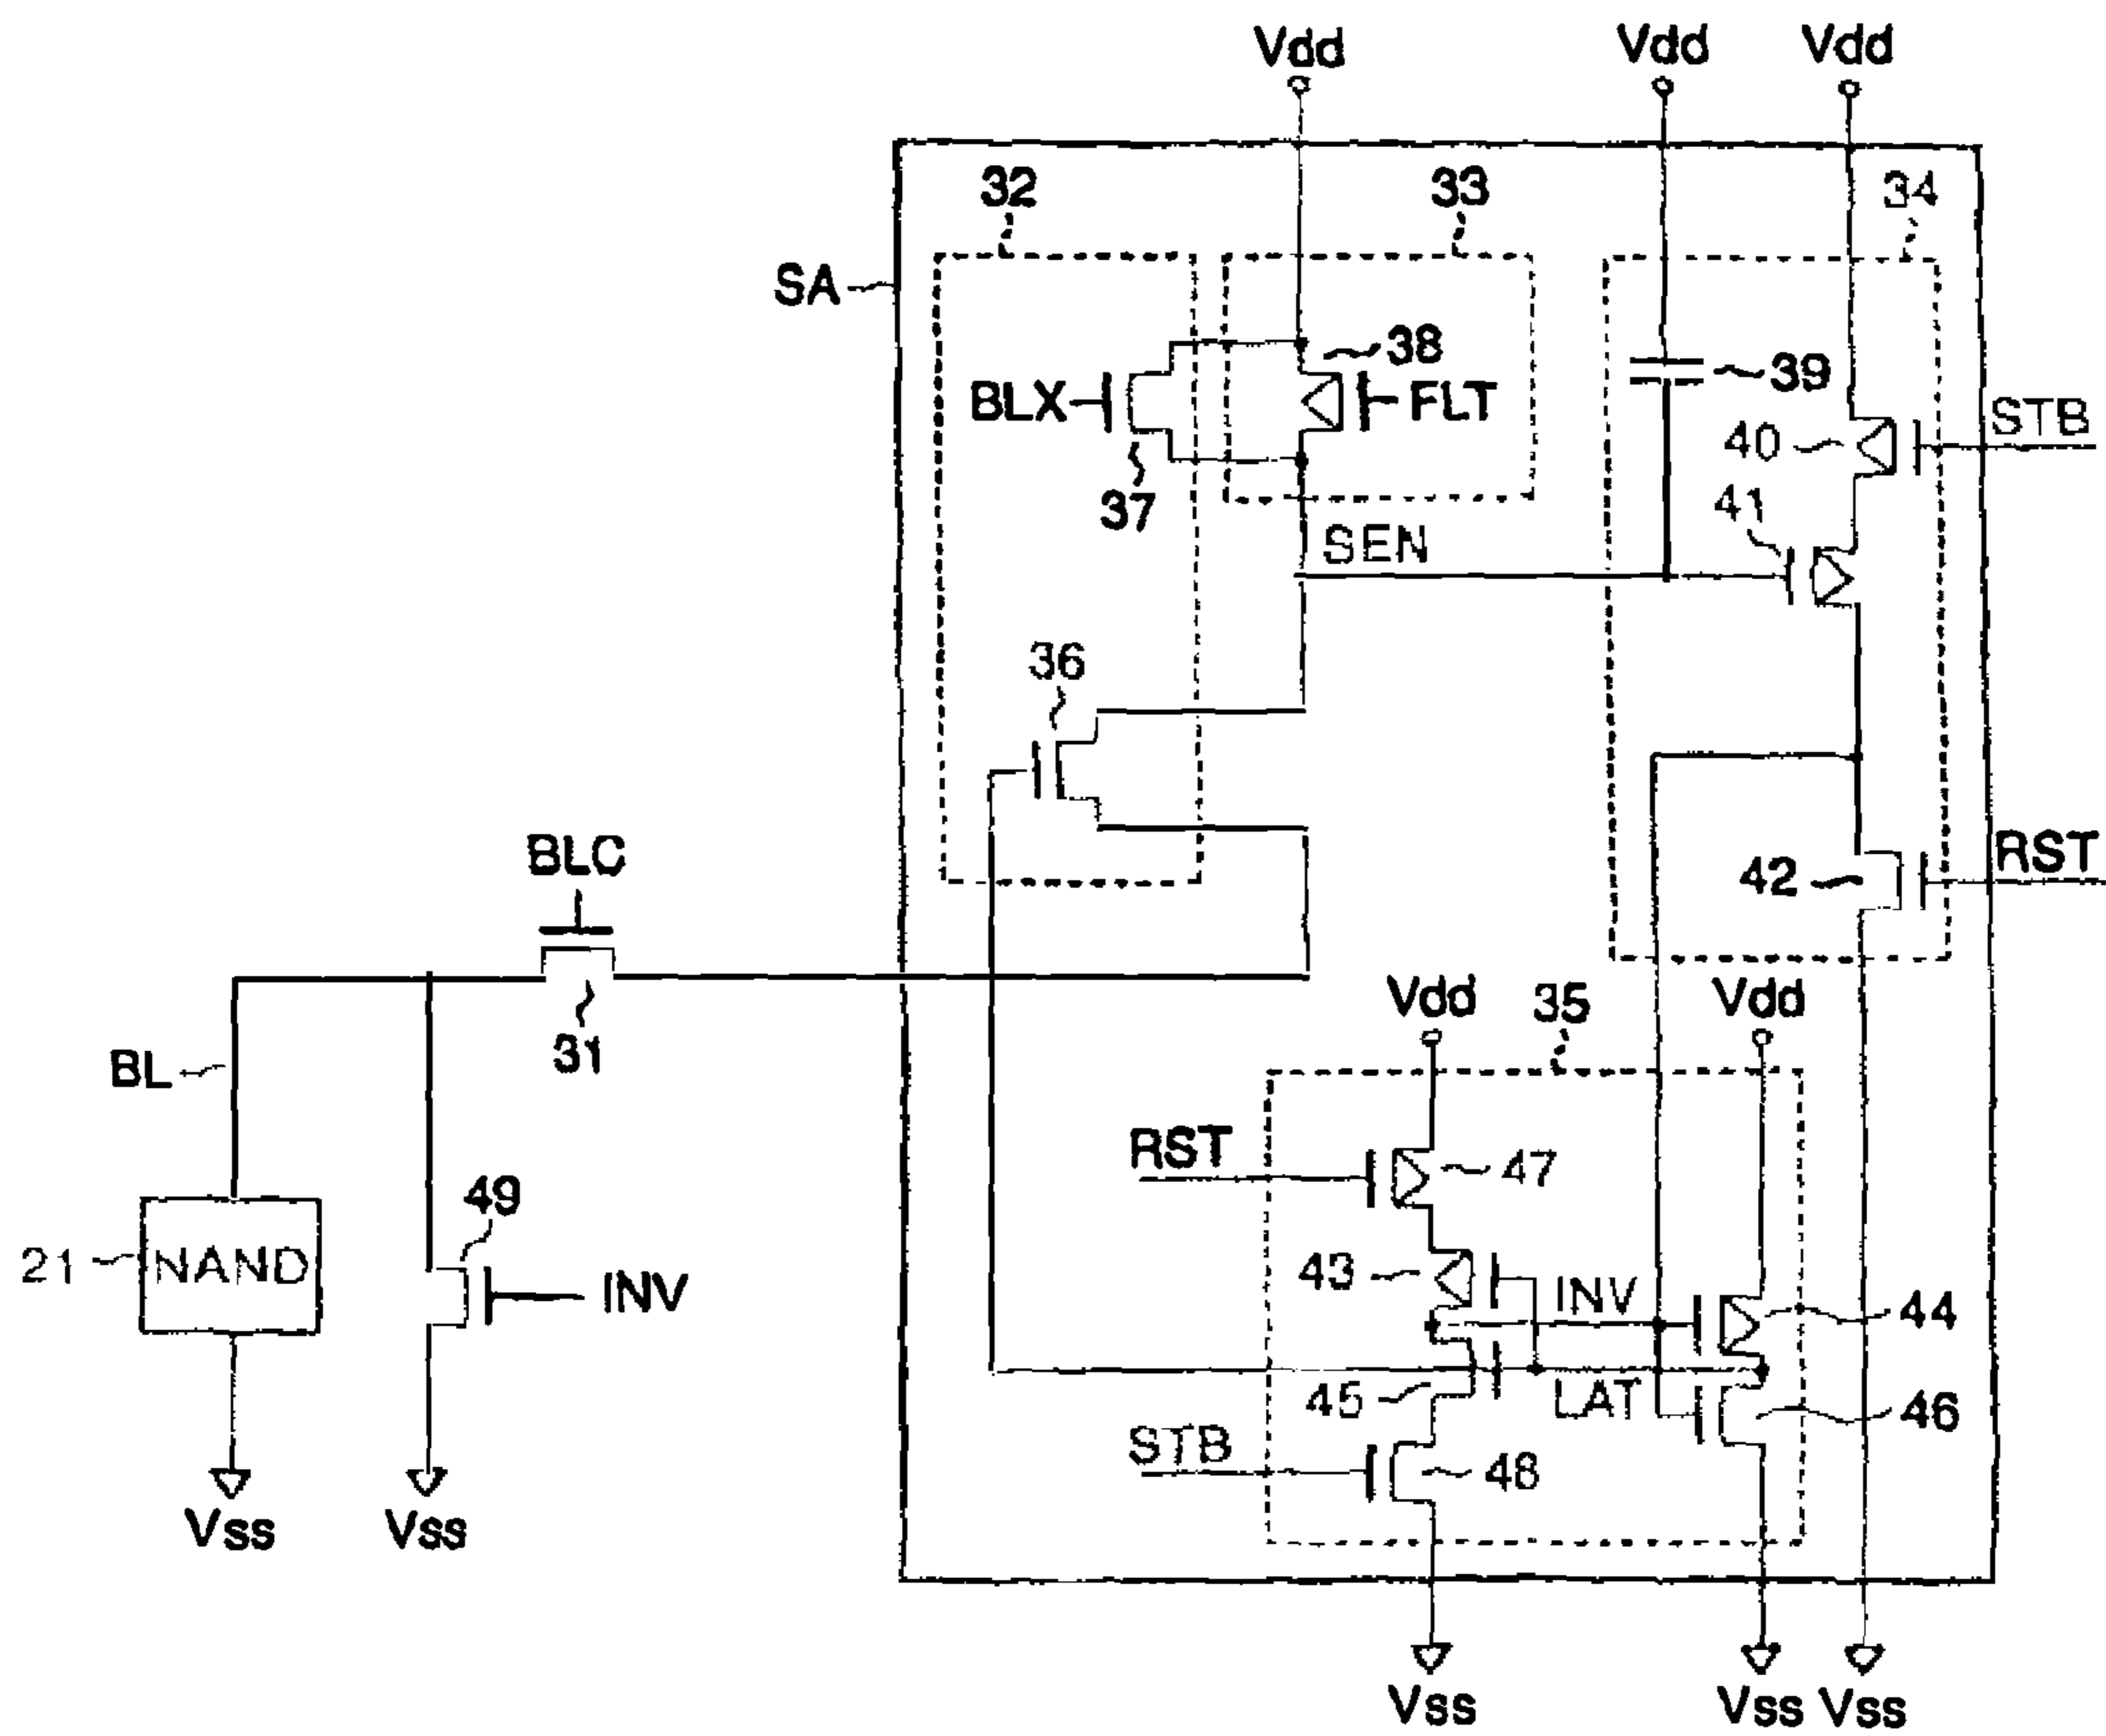 Vdd Vdd Vdd
32 33 34
SA
38
BLX FLT 39
37
40 STB
41
SEN
36
BLC
42 RST
31
Vdd 35 Vdd
BL
RST 47
49
21 NAND
43 INV 44
INV
45 LAT 46
STB 48
Vss Vss
Vss Vss Vss